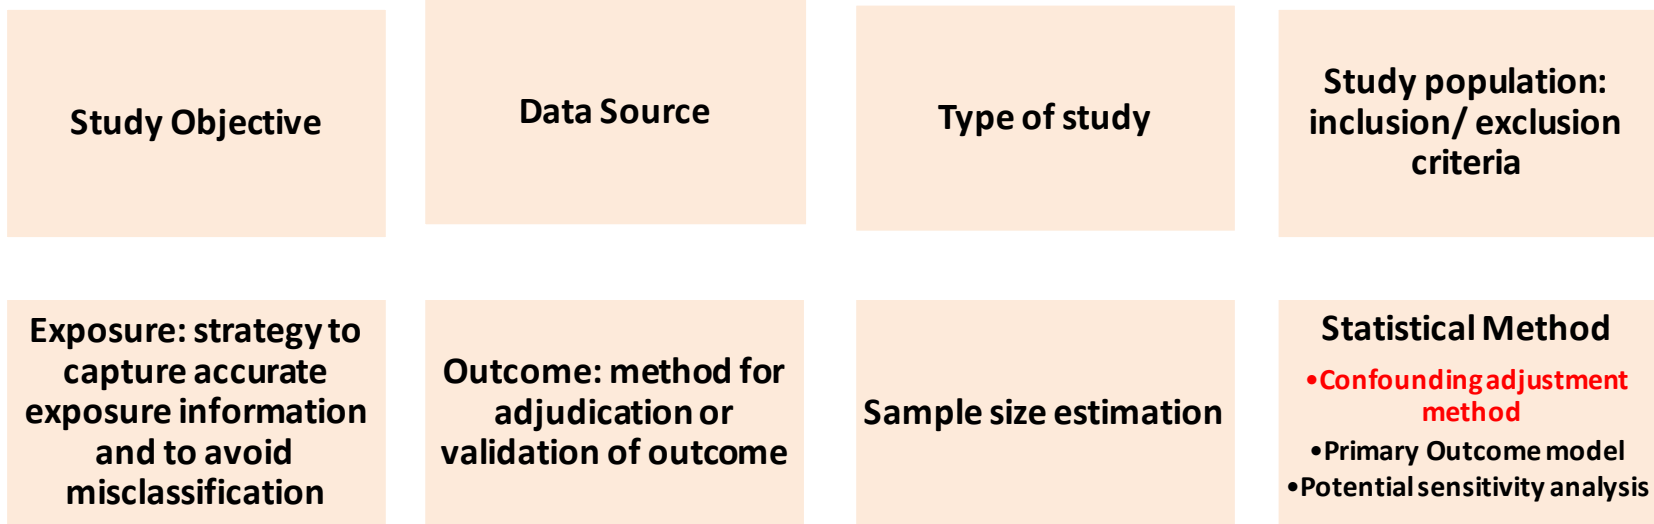 Study Objective
Data Source
Type of study
Study population:
inclusion/ exclusion
criteria
Exposure: strategy to
capture accurate
exposure information
and to avoid
misclassification
Outcome: method for
adjudication or
validation of outcome
Sample size estimation
Statistical Method
•Confounding adjustment
method
•Primary Outcome model
•Potential sensitivity analysis